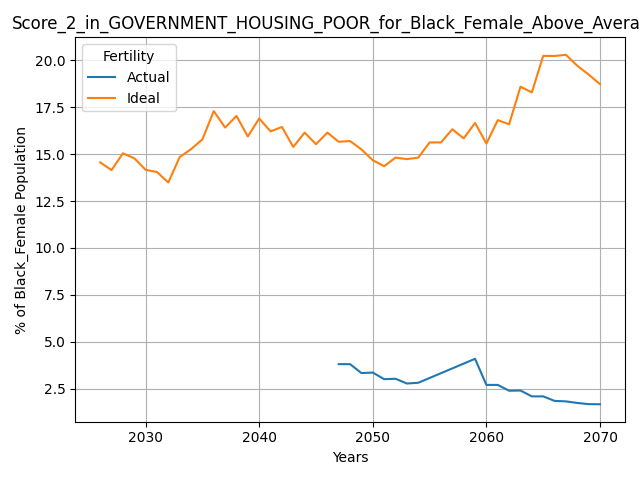 Score_2_in_GOVERNMENT_HOUSING_POOR_for_Black_Female_Above_Avera
Fertility
Actual
Ideal
20.0
17.5
15.0
12.5
10.0
7.5
5.0
2.5
% of Black_Female Population
2030 2040 2050 2060 2070
Years